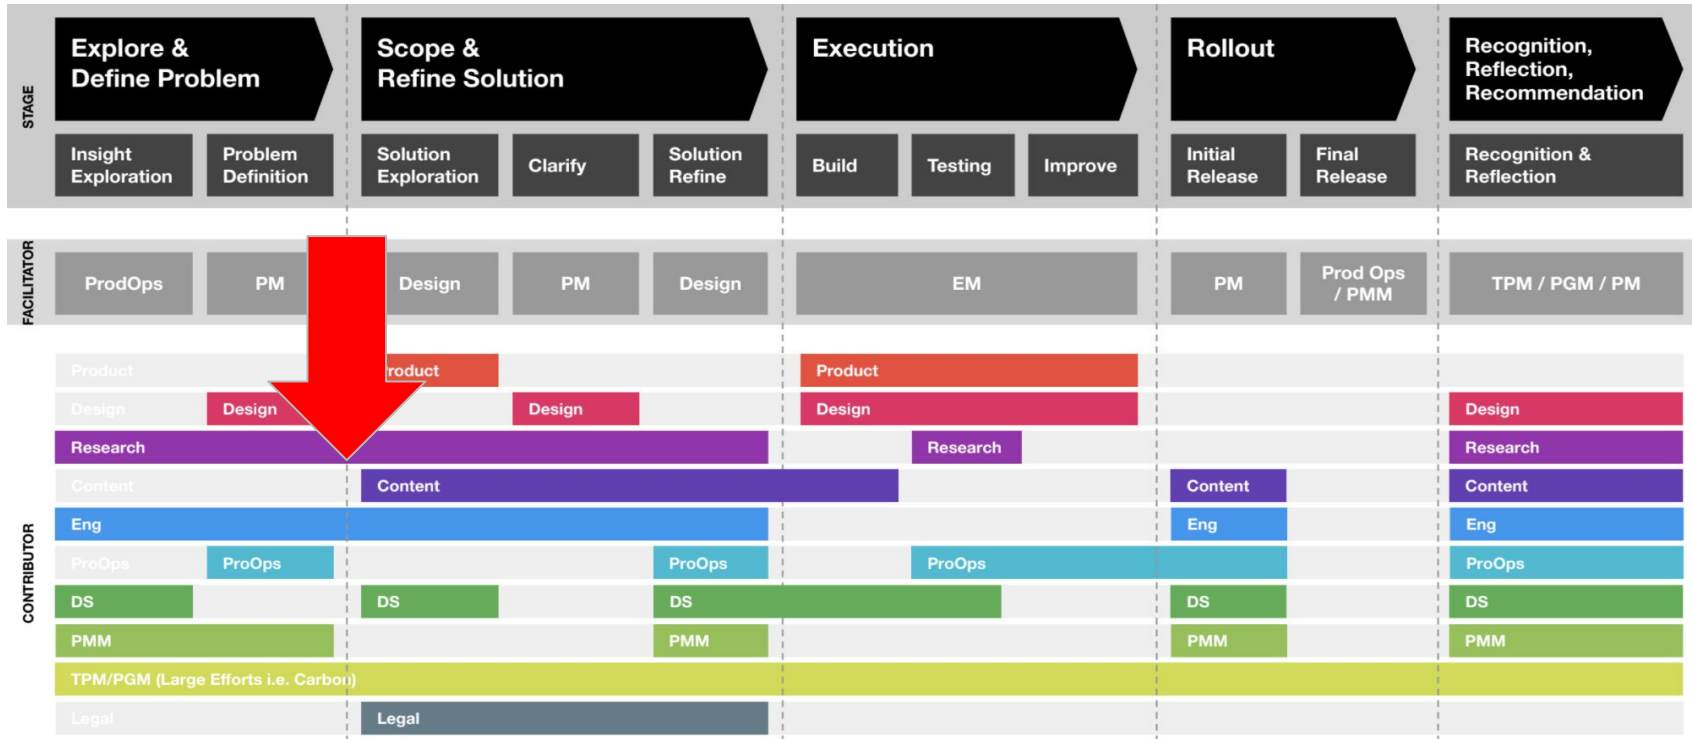 STAGE
Explore &
Define Problem
Scope &
Refine Solution
Execution
Rollout
Recognition,
Reflection,
Recommendation
Insight
Exploration
Problem
Definition
Solution
Exploration
Clarify
Solution
Refine
Build
Testing
Improve
Initial
Release
Final
Release
Recognition &
Reflection
FACILITATOR
ProdOps
PM
Design
PM
Design
EM
PM
Prod Ops
/ PMM
TPM / PGM / PM
CONTRIBUTOR
Product
Product
Product
Design
Design
Design
Design
Design
Research
Research
Research
Content
Content
Content
Content
Eng
Eng
Eng
ProOps
ProOps
ProOps
ProOps
ProOps
DS
DS
DS
DS
DS
PMM
PMM
PMM
PMM
TPM/PGM (Large Efforts i.e. Carbon)
Legal
Legal